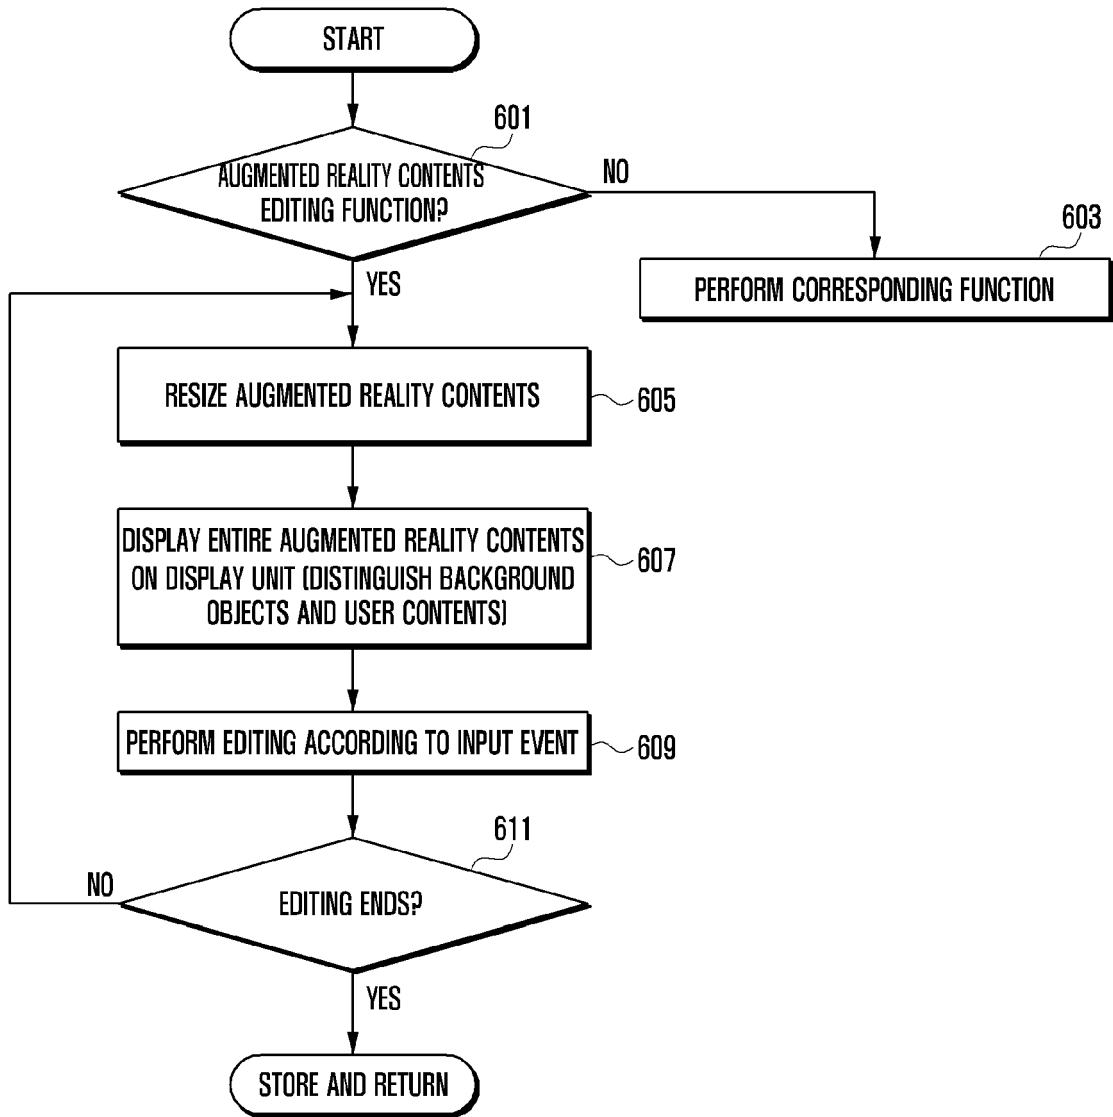 START
601
AUGMENTED REALITY CONTENTS
EDITING FUNCTION?
NO
603
PERFORM CORRESPONDING FUNCTION
YES
RESIZE AUGMENTED REALITY CONTENTS
605
DISPLAY ENTIRE AUGMENTED REALITY CONTENTS
ON DISPLAY UNIT (DISTINGUISH BACKGROUND
OBJECTS AND USER CONTENTS)
607
PERFORM EDITING ACCORDING TO INPUT EVENT
609
611
NO
EDITING ENDS?
YES
STORE AND RETURN